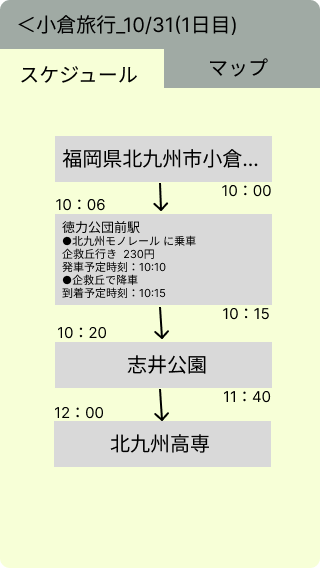 ＜小倉旅行_10/31(1日目)
スケジュール
マップ
福岡県北九州市小倉...
10：00
10：06
徳力公団前駅
●北九州モノレール に乗車
企救丘行き 230円
発車予定時刻：10:10
●企救丘で降車
到着予定時刻：10:15
10：15
10：20
志井公園
11：40
12：00
北九州高専